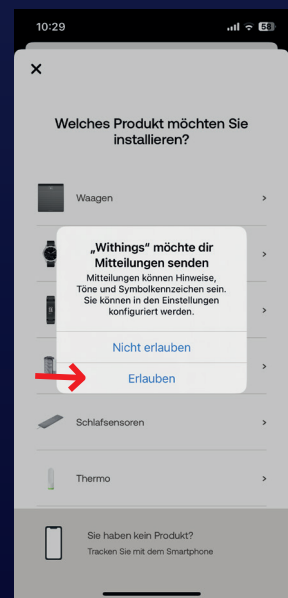 10:29
58
Welches Produkt möchten Sie
installieren?
Waagen
„Withings“ möchte dir
Mitteilungen senden
Mitteilungen können Hinweise,
Töne und Symbolkennzeichen sein.
Sie können in den Einstellungen
konfiguriert werden.
Nicht erlauben
Erlauben
Schlafsensoren
Thermo
Sie haben kein Produkt?
Tracken Sie mit dem Smartphone